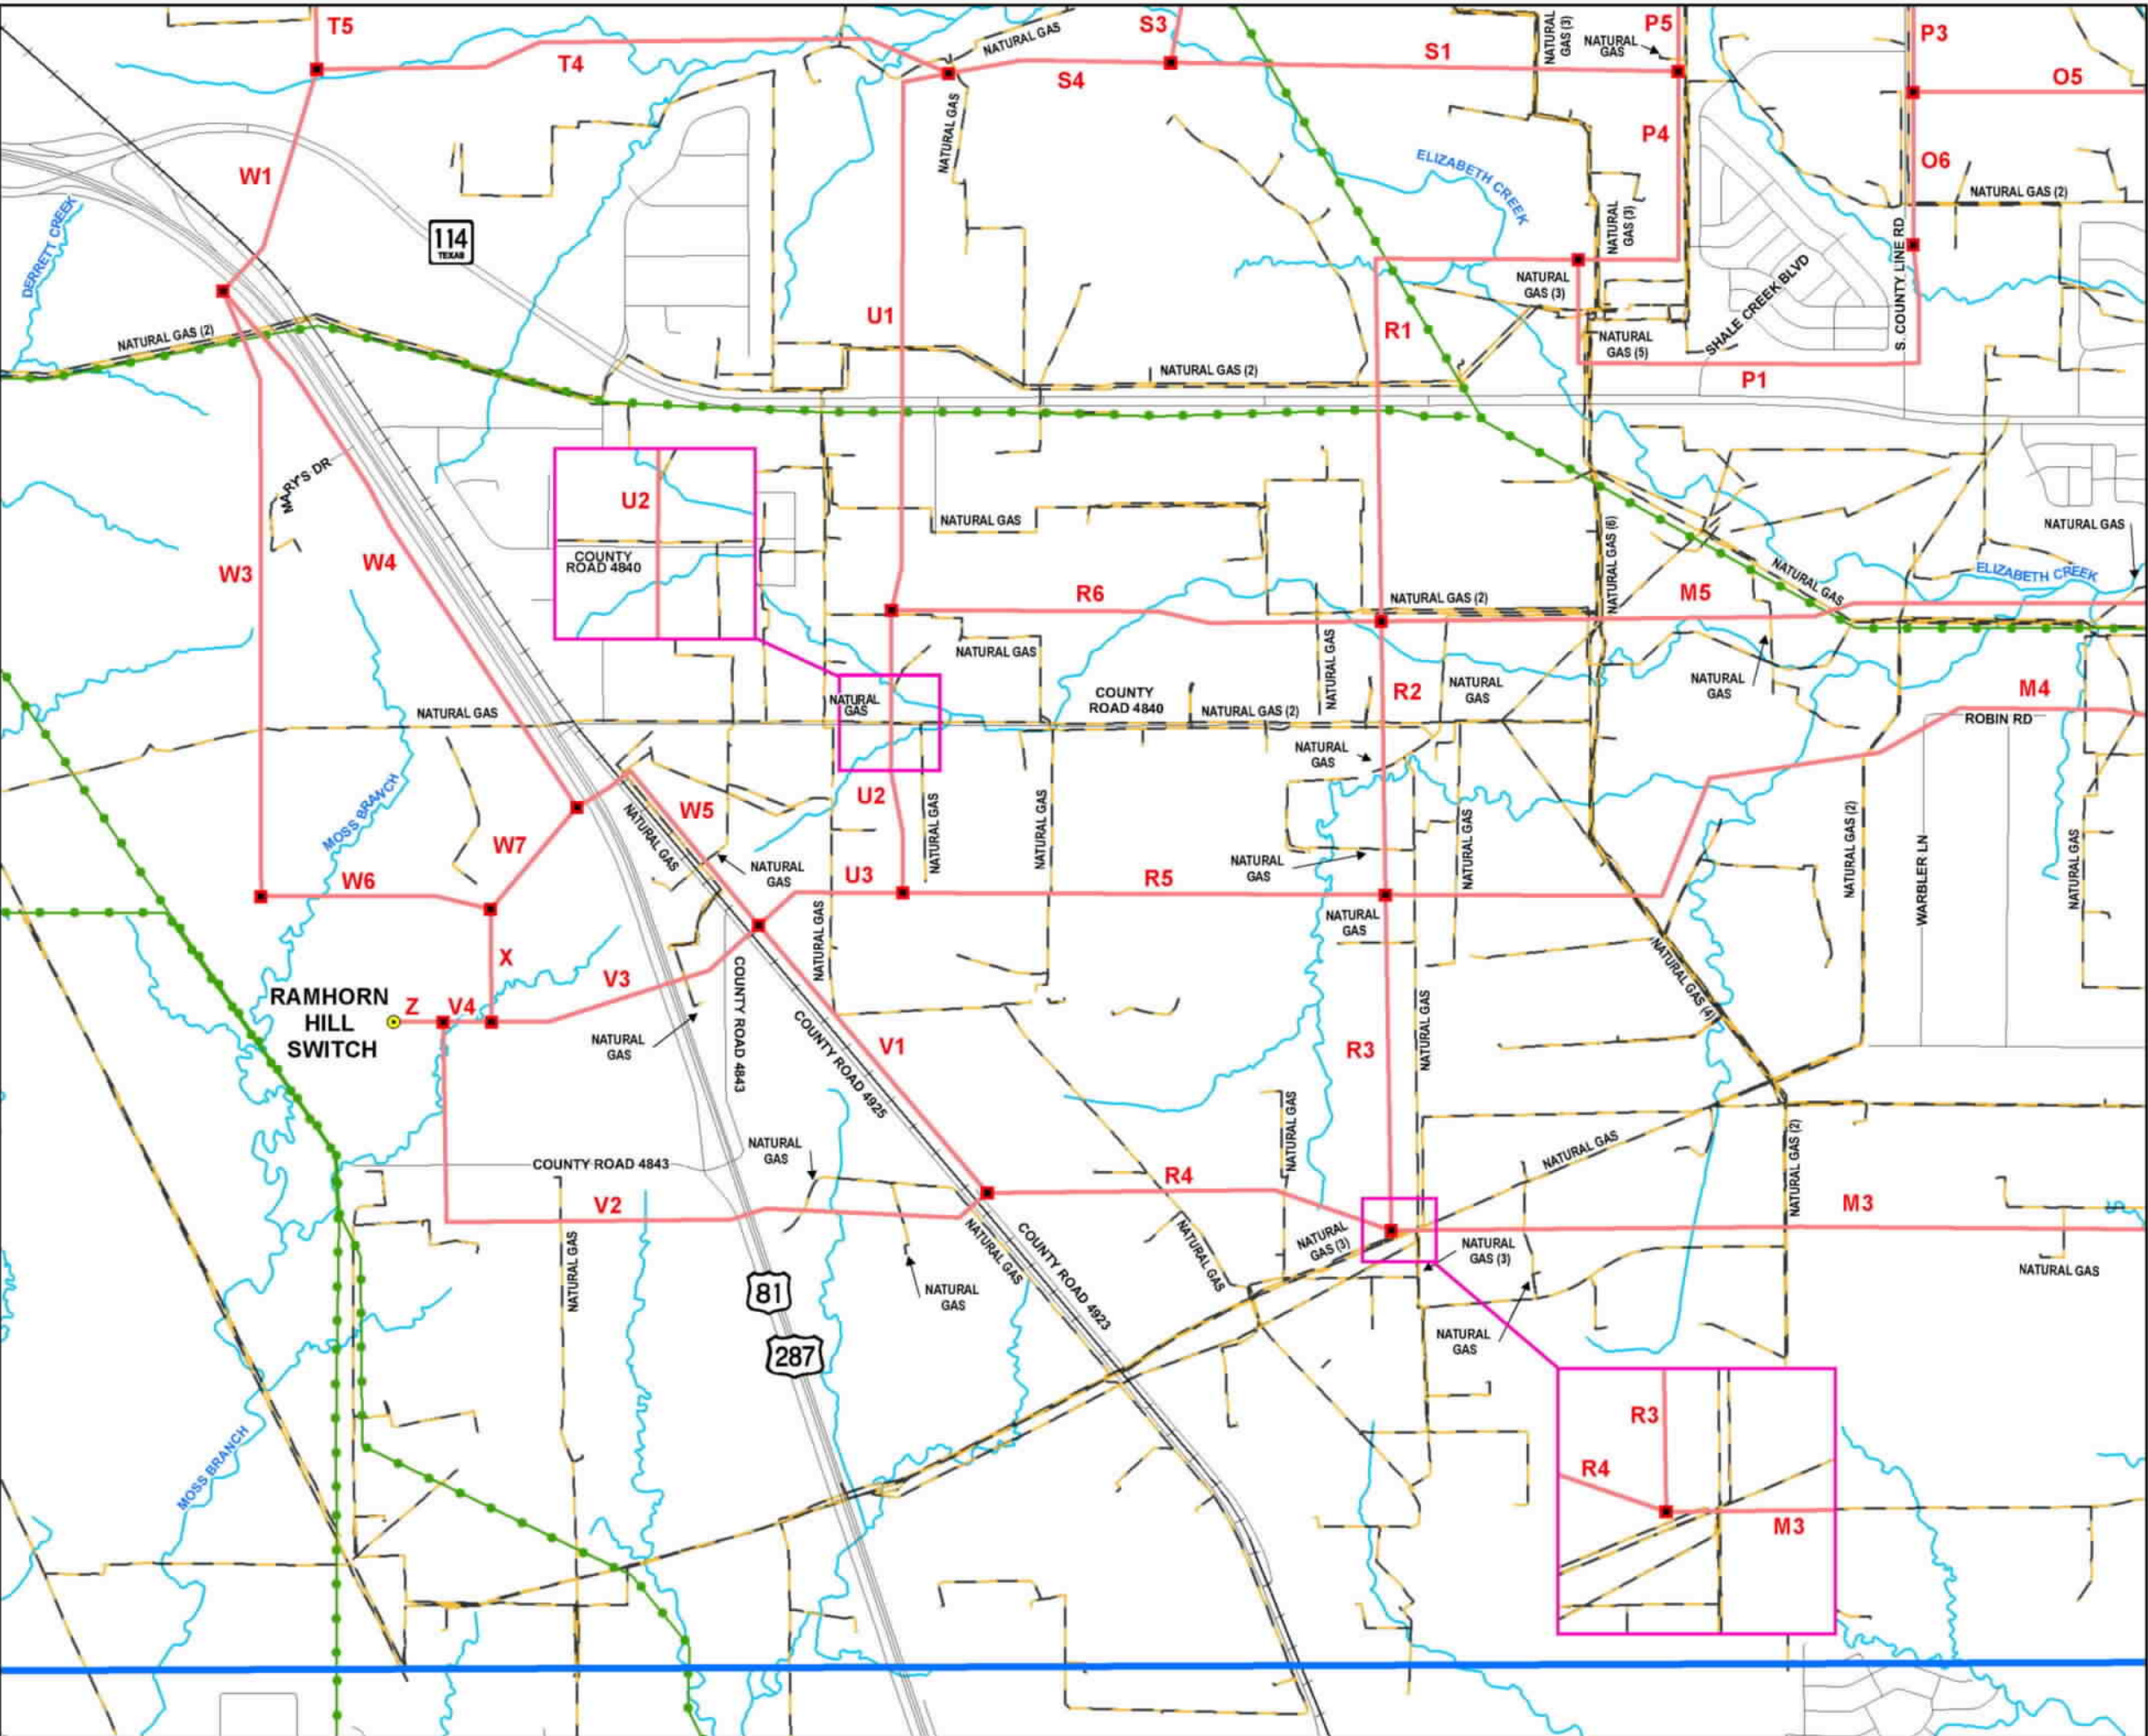 T5
T4
NATURAL GAS
S3
S4
S1
NATURAL
GAS (3)
NATURAL
GAS
P5
P3
O5
P4
O6
W1
NATURAL GAS
ELIZABETH CREEK
NATURAL GAS (2)
DERRETT CREEK
114
TEXAS
NATURAL
GAS (3)
S. COUNTY LINE RD
SHALE CREEK BLVD
NATURAL
GAS (3)
U1
R1
NATURAL GAS (2)
NATURAL
GAS (5)
NATURAL GAS (2)
P1
MARY'S DR
U2
COUNTY
ROAD 4840
NATURAL GAS
NATURAL GAS (6)
NATURAL GAS
W3
W4
NATURAL GAS
ELIZABETH CREEK
R6
NATURAL GAS (2)
M5
NATURAL GAS
NATURAL GAS
NATURAL
GAS
COUNTY
ROAD 4840
R2
NATURAL
GAS
NATURAL
GAS
M4
NATURAL GAS
NATURAL GAS (2)
ROBIN RD
NATURAL
GAS
MOSS BRANCH
W5
U2
NATURAL GAS
NATURAL GAS
NATURAL GAS
NATURAL GAS
NATURAL GAS (2)
WARBLER LN
NATURAL GAS
W7
NATURAL
GAS
U3
R5
NATURAL
GAS
W6
NATURAL
GAS
NATURAL GAS
X
V3
COUNTY ROAD 4843
NATURAL GAS (4)
RAMHORN
HILL
SWITCH
Z
V4
NATURAL
GAS
COUNTY ROAD 4925
V1
R3
NATURAL GAS
NATURAL GAS
NATURAL
GAS
NATURAL GAS
NATURAL GAS (2)
COUNTY ROAD 4843
V2
R4
M3
NATURAL GAS
NATURAL GAS
COUNTY ROAD 4923
NATURAL GAS
NATURAL
GAS (3)
NATURAL
GAS (3)
NATURAL GAS
81
NATURAL
GAS
287
NATURAL
GAS
R3
R4
M3
MOSS BRANCH